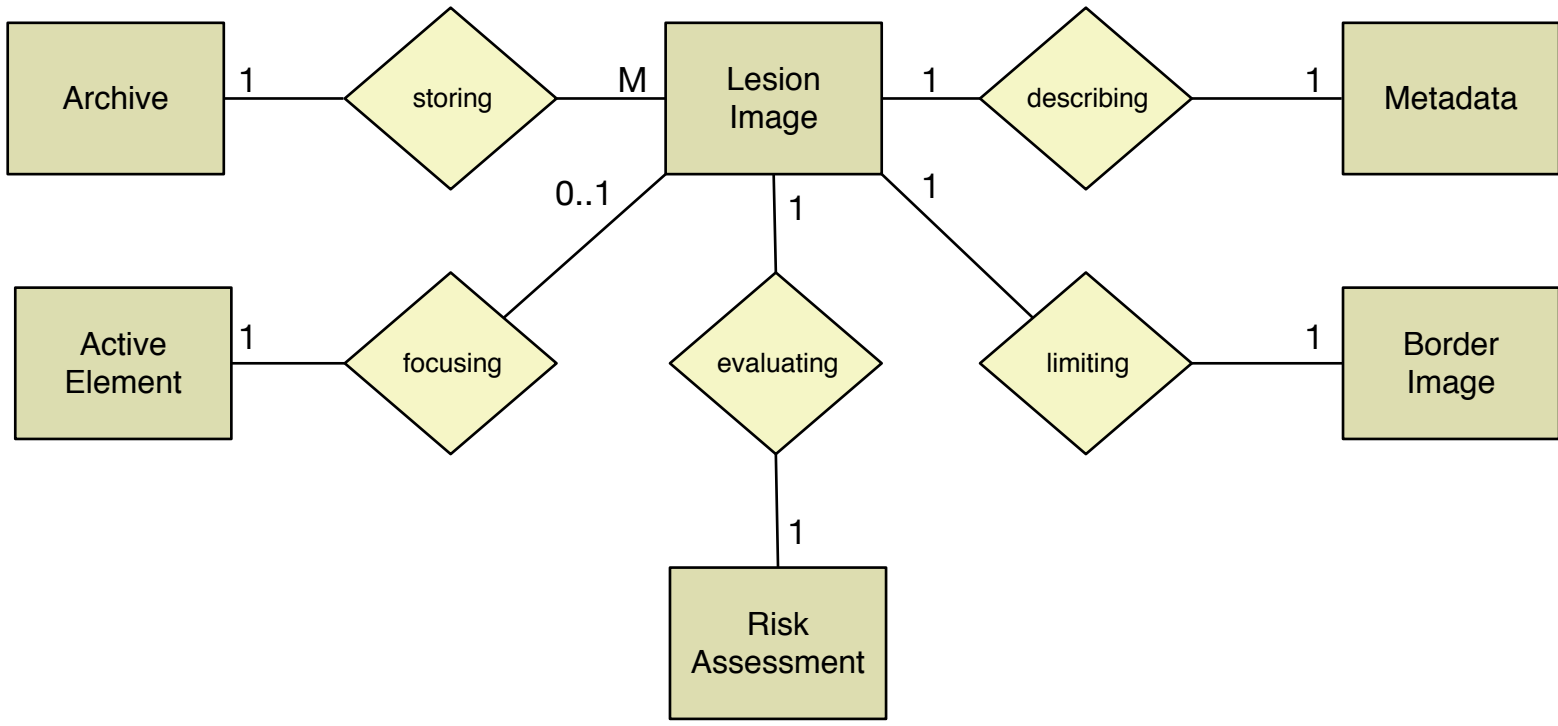 Archive
1
storing
M
Lesion
Image
1
describing
1
Metadata
0..1
1
1
Active
Element
1
focusing
evaluating
limiting
1
Border
Image
1
Risk
Assessment